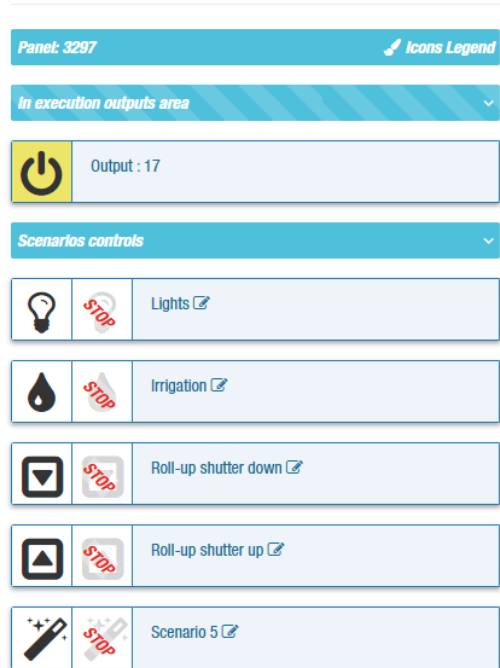 Panel: 3297
Icons Legend
In execution outputs area
Output : 17
Scenarios controls
STOP
Lights
STOP
Irrigation
STOP
Roll-up shutter down
STOP
Roll-up shutter up
STOP
Scenario 5